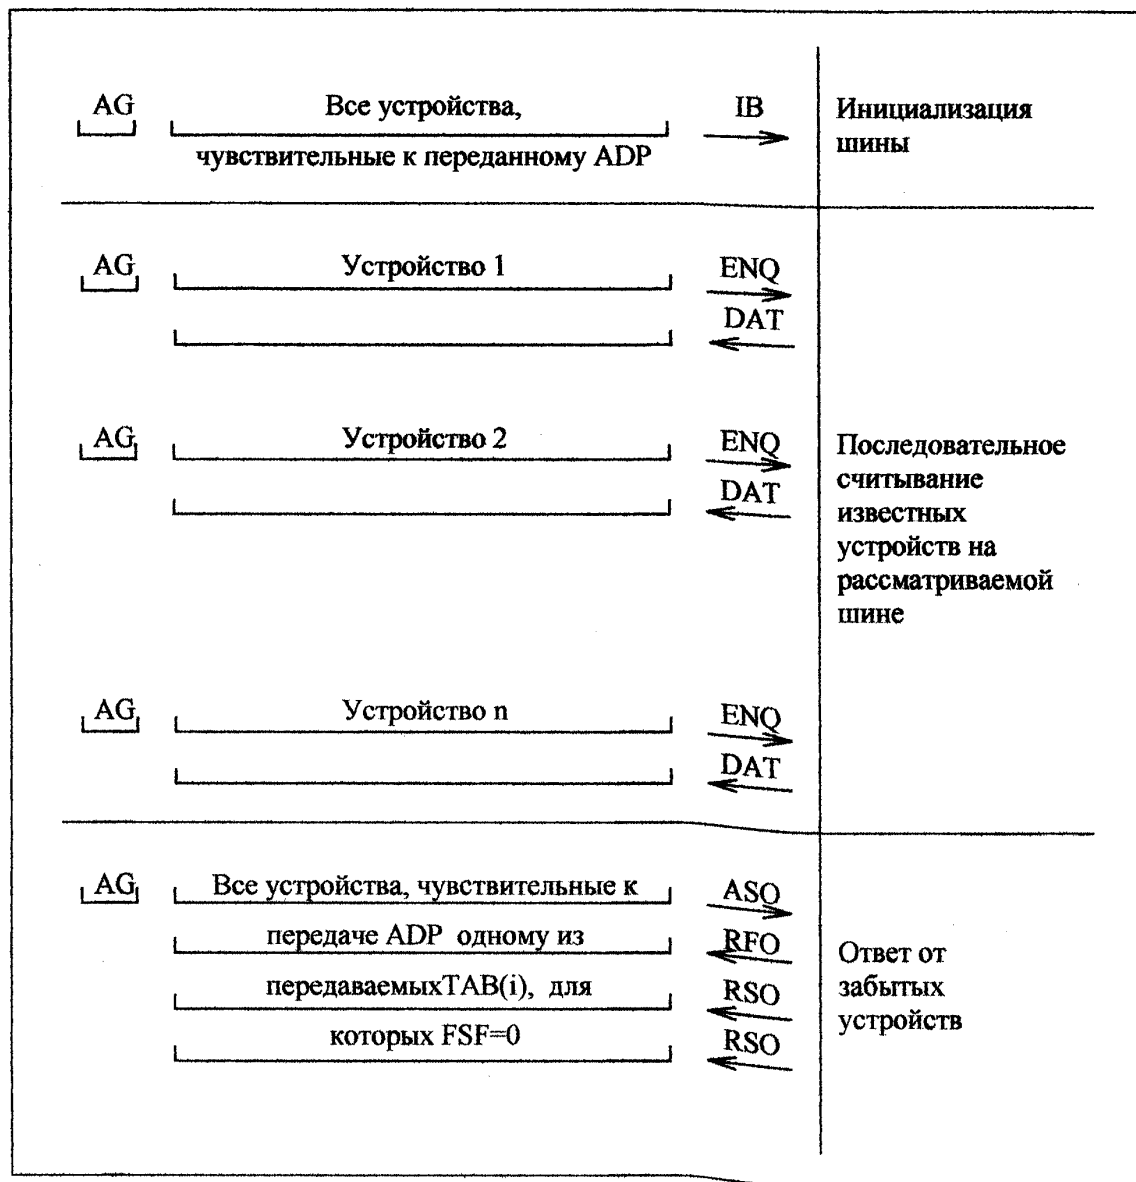 AG Все устройства, IB
чувствительные к переданному ADP
Инициализация
шины
AG Устройство 1 ENQ
DAT
AG Устройство 2 ENQ
DAT
Последовательное
считывание
известных
устройств на
рассматриваемой
шине
AG Устройство n ENQ
DAT
AG Все устройства, чувствительные к ASO
передаче ADP одному из RFO
передаваемыхTAB(i), для RSO
которых FSF=0 RSO
Ответ от
забытых
устройств